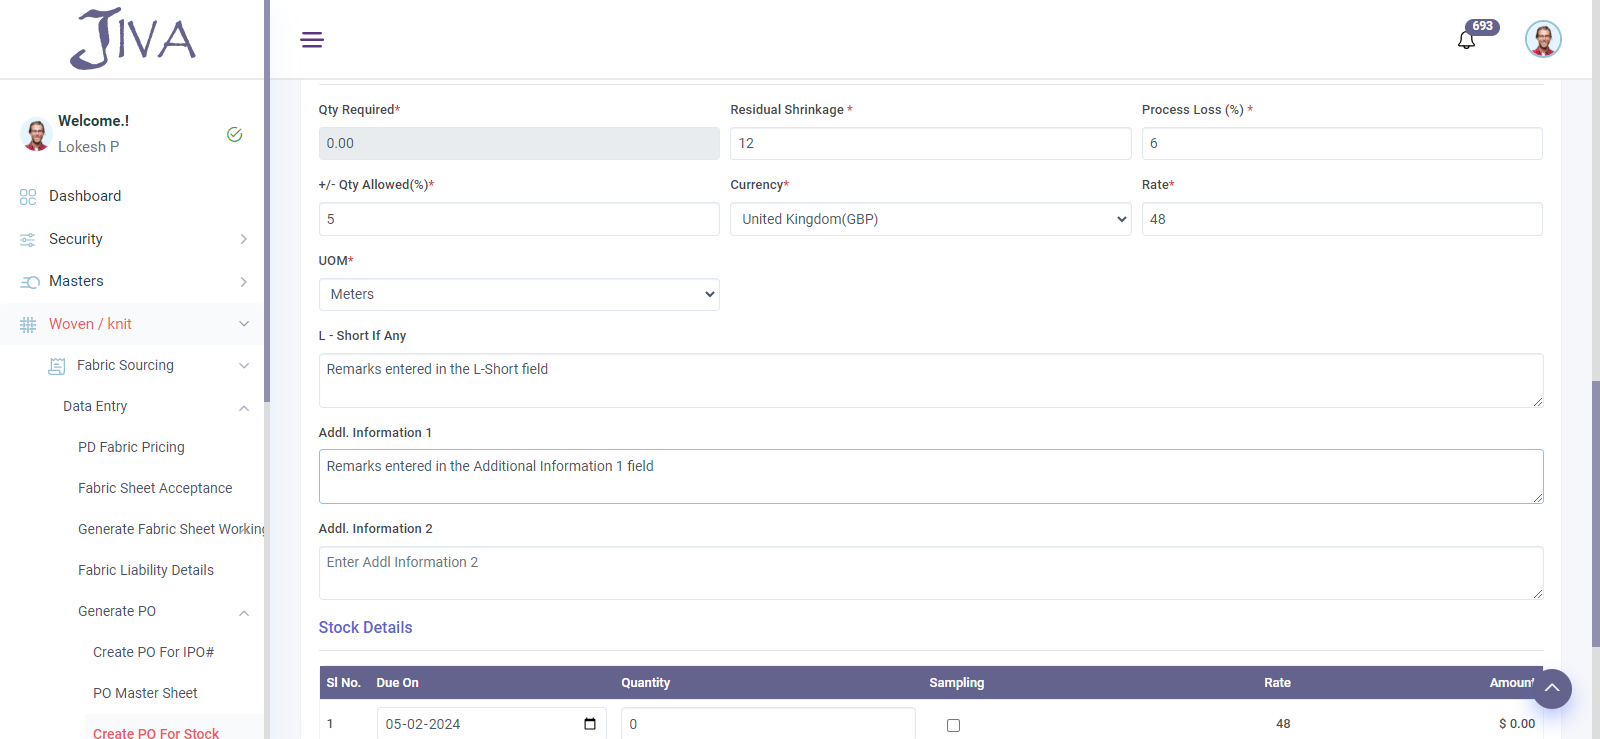 JIVA
693
Welcome.!
Lokesh P
Dashboard
Security
Masters
Woven / knit
Fabric Sourcing
Data Entry
PD Fabric Pricing
Fabric Sheet Acceptance
Generate Fabric Sheet Working
Fabric Liability Details
Generate PO
Create PO For IPO#
PO Master Sheet
Create PO For Stock
Qty Required* Residual Shrinkage * Process Loss (%) *
0.00 12 6
+/- Qty Allowed(%)* Currency* Rate*
5 United Kingdom(GBP) 48
UOM*
Meters
L - Short If Any
Remarks entered in the L-Short field
Addl. Information 1
Remarks entered in the Additional Information 1 field
Addl. Information 2
Enter Addl Information 2
Stock Details
Sl No. Due On Quantity Sampling Rate Amount
1 05-02-2024 0 48 $ 0.00